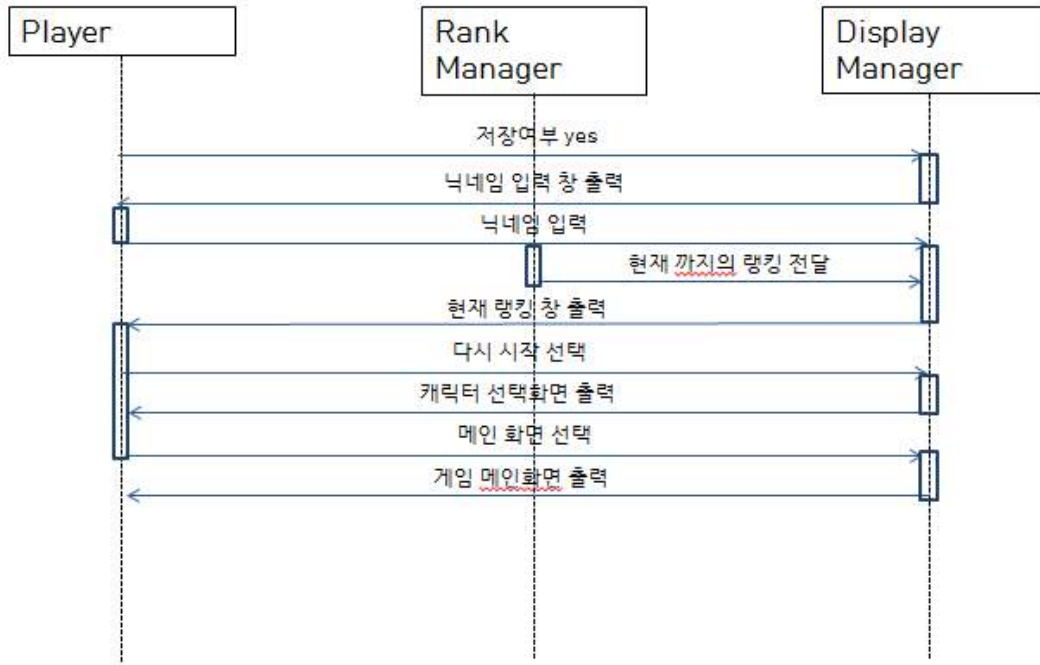 Player
Rank
Manager
Display
Manager
저장여부 yes
닉네임 입력 창 출력
닉네임 입력
현재 까지의 랭킹 전달
현재 랭킹 창 출력
다시 시작 선택
캐릭터 선택화면 출력
메인 화면 선택
게임 메인화면 출력